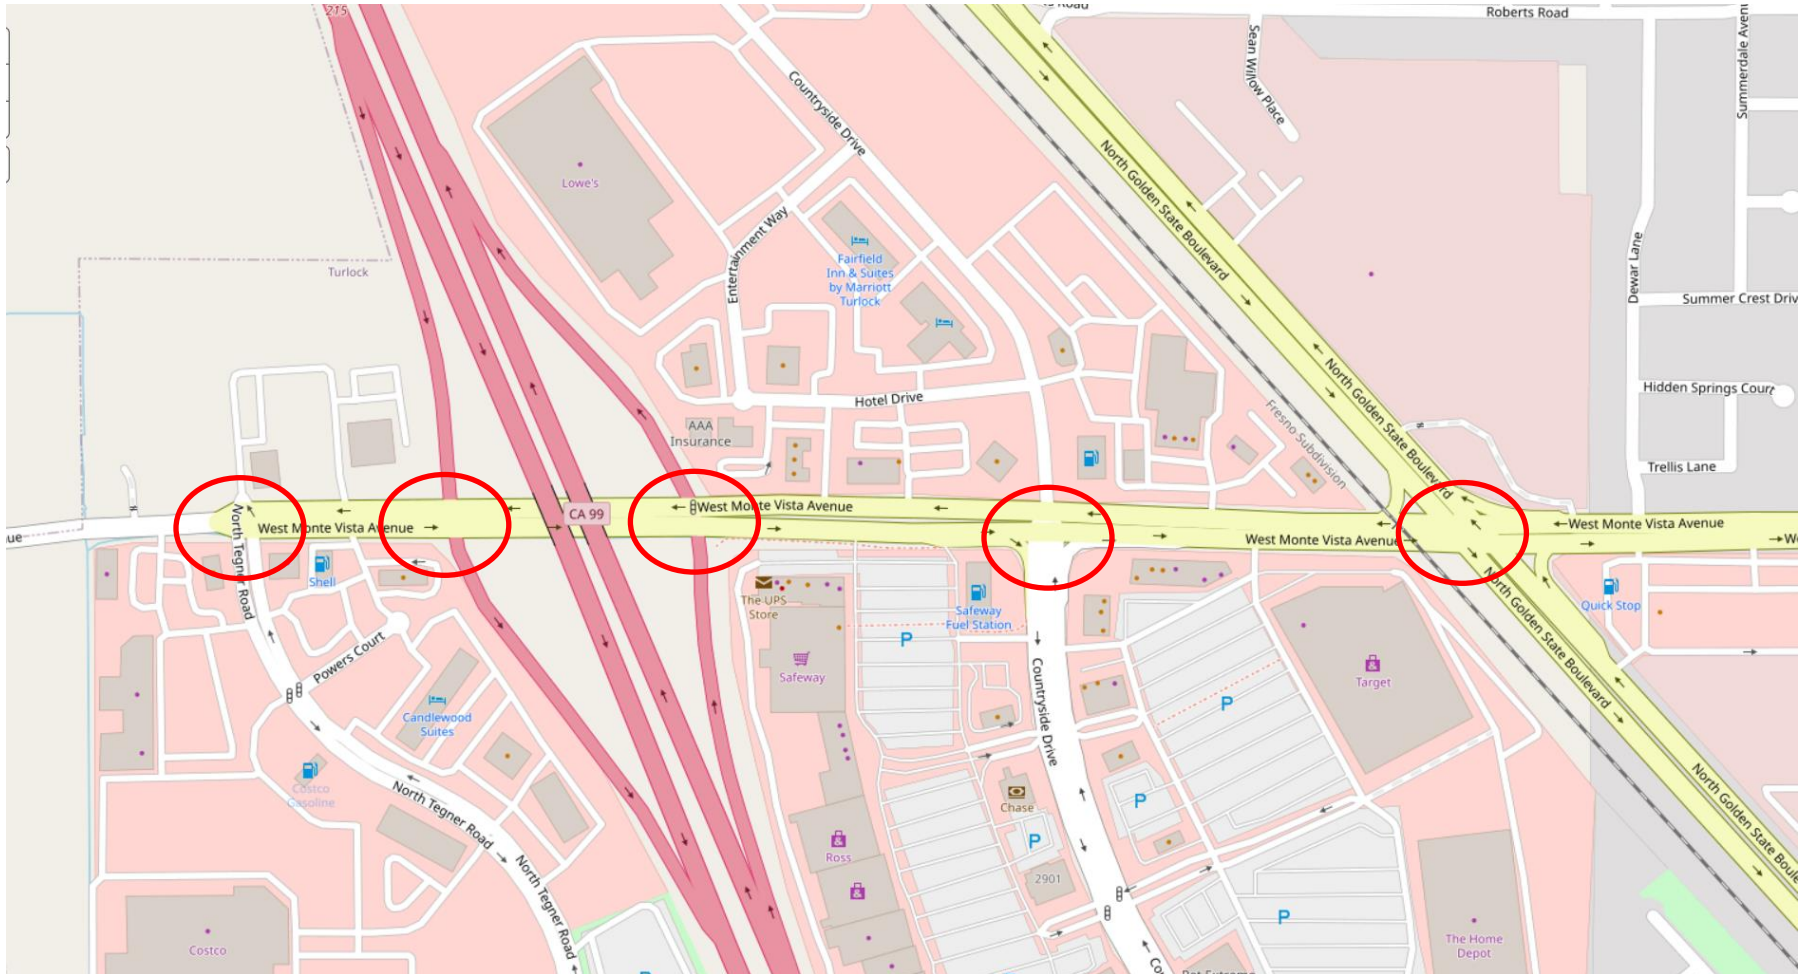 215
Roberts Road
Sean Willow Place
Countryside Drive
Lowe's
North Golden State Boulevard
Entertainment Way
Fairfield
Inn & Suites
by Marriott
Turlock
Turlock
Dewar Lane
Summer Crest Driv
North Golden State Boulevard
Hidden Springs Court
Hotel Drive
Fresno Subdivision
AAA
Insurance
Trellis Lane
CA 99
West Monte Vista Avenue
West Monte Vista Avenue
West Monte Vista Avenue
West Monte Vista Avenue
North Tegner Road
Shell
The UPS
Store
Safeway
Fuel Station
North Golden State Boulevard
Quick Stop
P
Powers Court
Safeway
Countryside Drive
Target
P
Candlewood
Suites
Costco
Gasoline
North Tegner Road
Chase
P
P
North Golden State Boule
Ross
2901
North Tegner Road
P
Costco
The Home
Depot